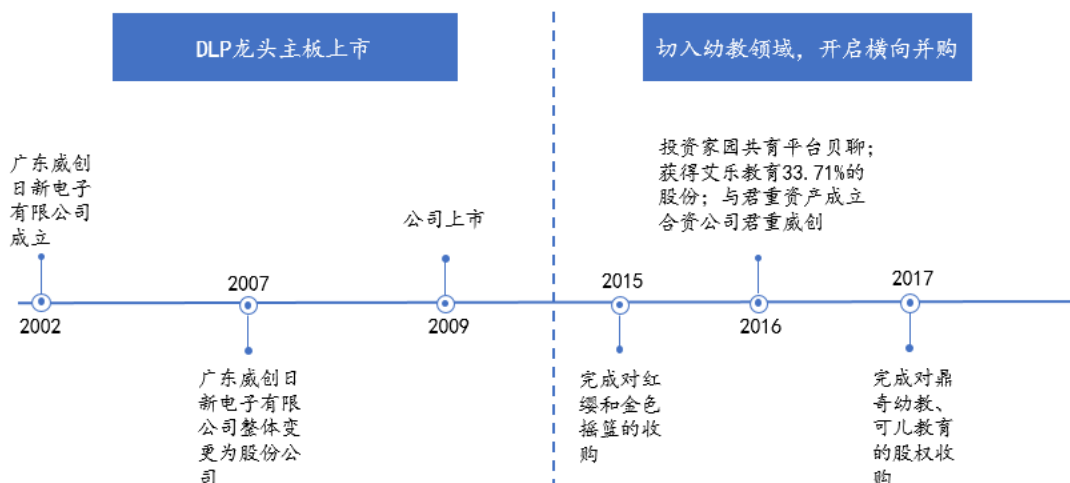 DLP龙头主板上市
切入幼教领域，开启横向并购
广东威创
日新电子
有限公司
成立
公司上市
投资家园共育平台贝聊；
获得艾乐教育33.71%的
股份；与君重资产成立
合资公司君重威创
2002
2007
2009
2015
2016
2017
广东威创日
新电子有限
公司整体变
更为股份公
司
完成对红
缨和金色
摇篮的收
购
完成对鼎
奇幼教、
可儿教育
的股权收
购